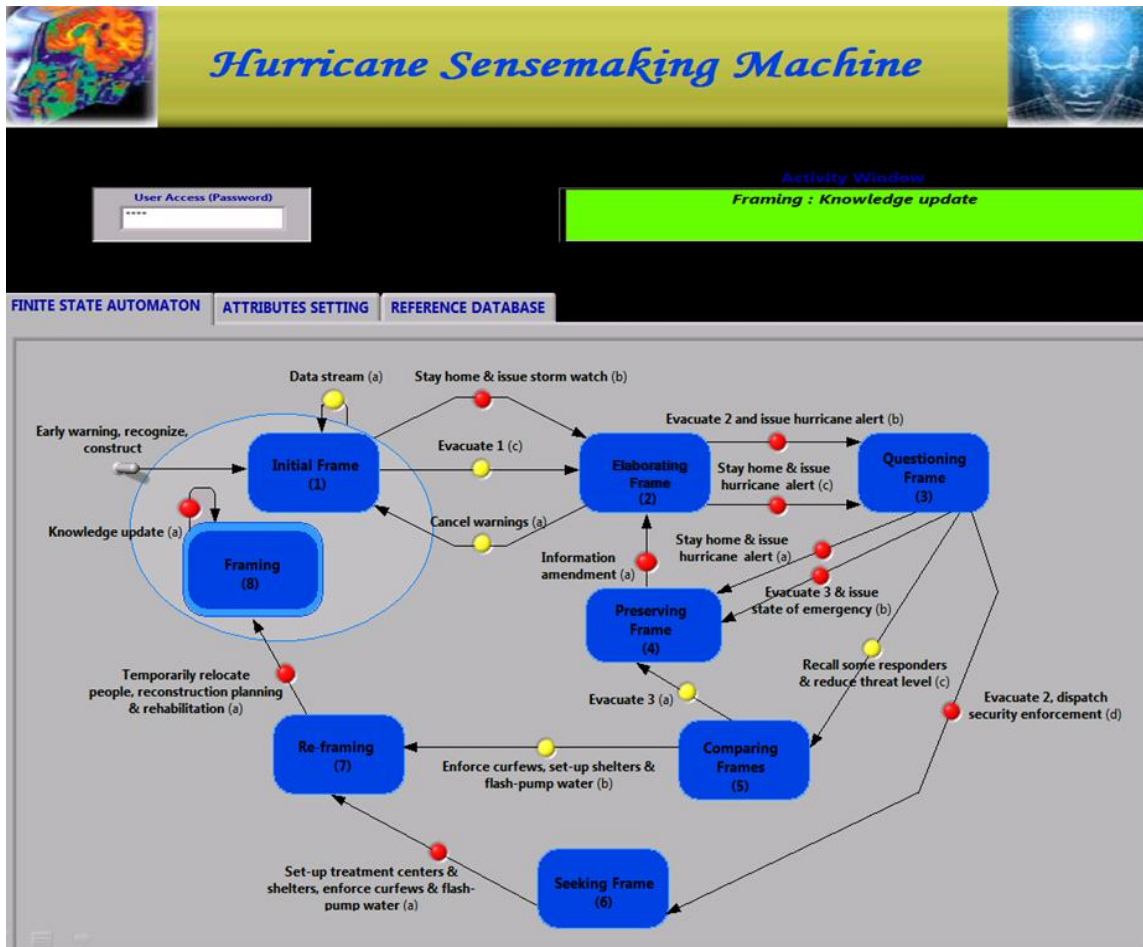 Hurricane Sensemaking Machine
Activity Window
User Access (Password)
****
Framing : Knowledge update
FINITE STATE AUTOMATON
ATTRIBUTES SETTING
REFERENCE DATABASE
Data stream (a)
Stay home & issue storm watch (b)
Early warning, recognize,
construct
Initial Frame
(1)
Evacuate 1 (c)
Elaborating
Frame
(2)
Evacuate 2 and issue hurricane alert (b)
Stay home & issue
hurricane alert (c)
Questioning
Frame
(3)
Cancel warnings (a)
Knowledge update (a)
Framing
(8)
Information
amendment (a)
Stay home & issue
hurricane alert (a)
Evacuate 3 & issue
state of emergency (b)
Preserving
Frame
(4)
Recall some responders
& reduce threat level (c)
Temporarily relocate
people, reconstruction planning
& rehabilitation (a)
Evacuate 3 (a)
Evacuate 2, dispatch
security enforcement (d)
Re-framing
(7)
Comparing
Frames
(5)
Enforce curfews, set-up shelters &
flash-pump water (b)
Set-up treatment centers &
shelters, enforce curfews & flash-
pump water (a)
Seeking Frame
(6)